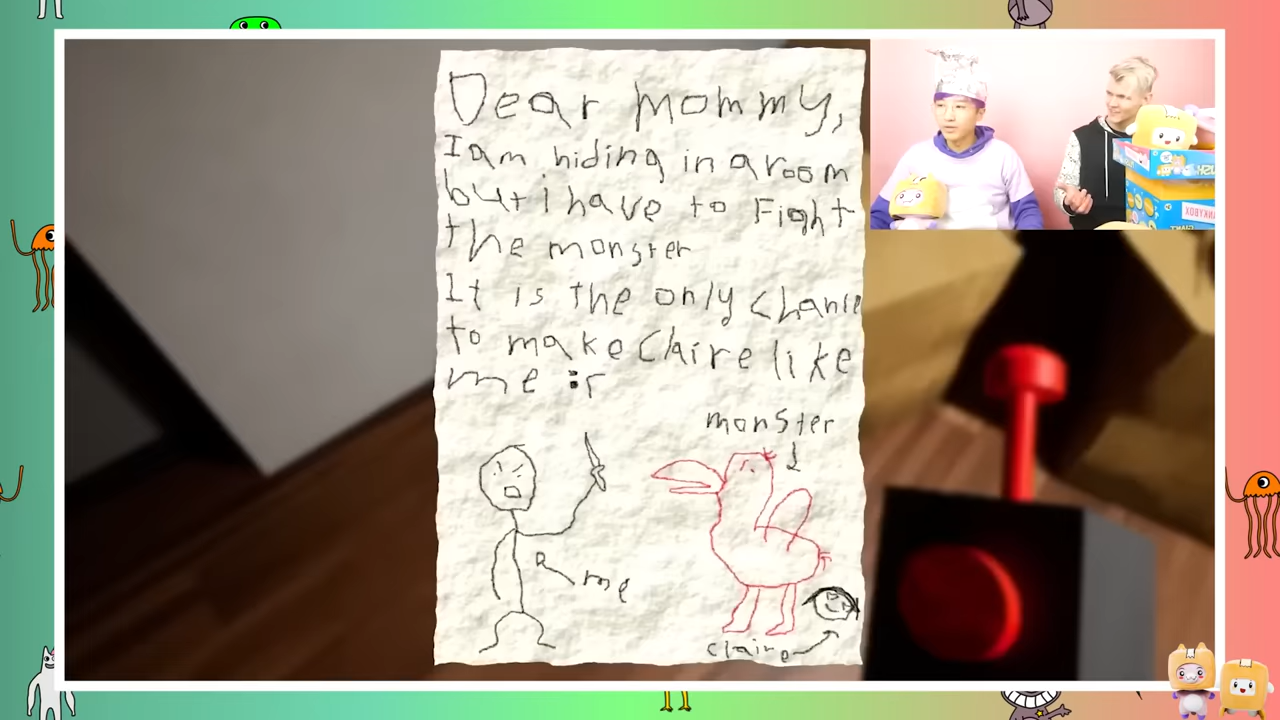 Dear mommy,
I am hiding in a room
but i have to Fight
the monster
It is the only chance
to make Claire like
me :r
monster
me
claire